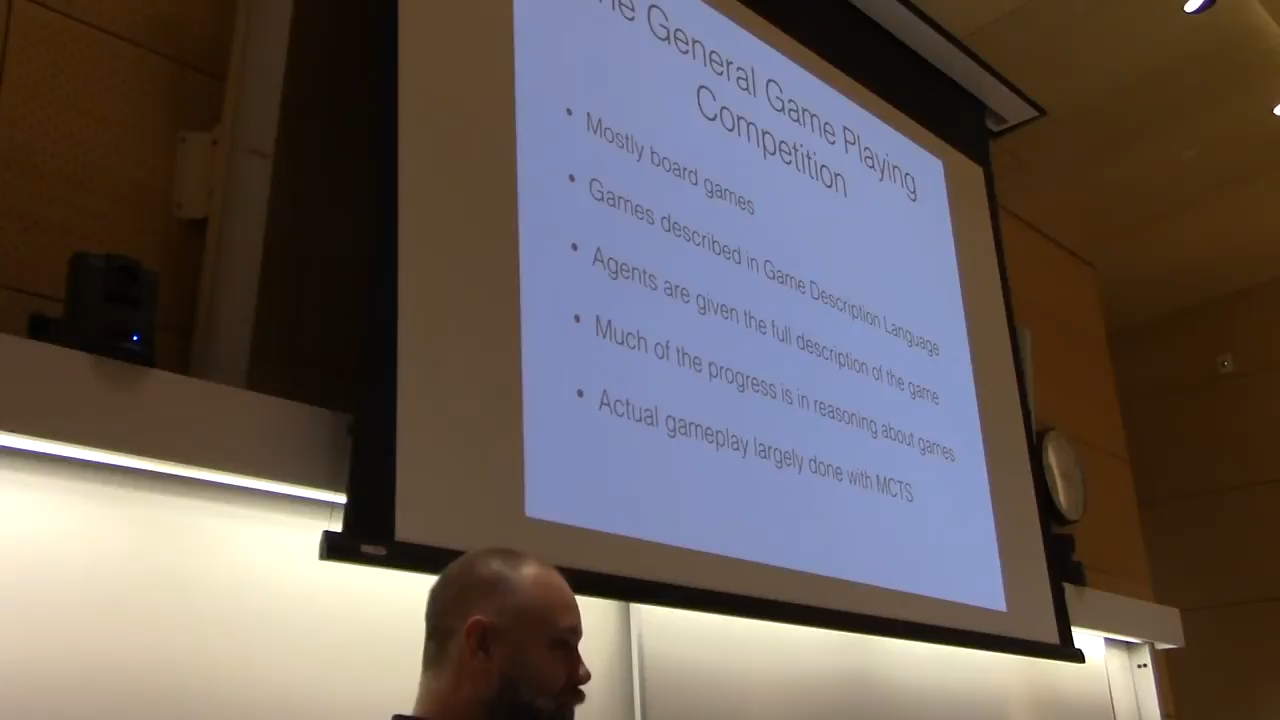 General Game Playing
Competition
• Mostly board games
• Games described in Game Description Language
• Agents are given the full description of the game
• Much of the progress is in reasoning about games
• Actual gameplay largely done with MCTS